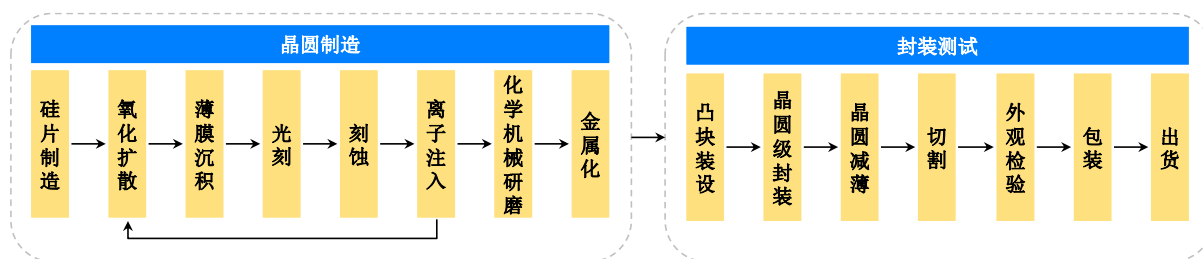 晶圆制造
硅片制造
氧化扩散
薄膜沉积
光刻
刻蚀
离子注入
化学机械研磨
金属化
封装测试
凸块装设
晶圆级封装
晶圆减薄
切割
外观检验
包装
出货